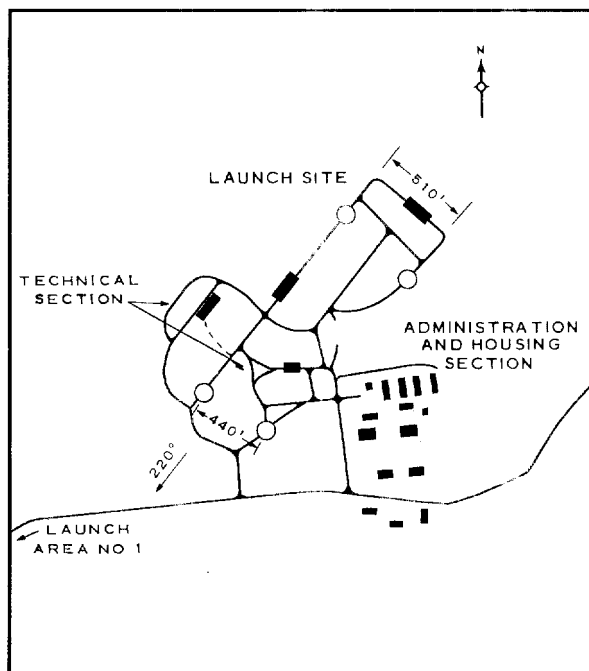 N
510'
LAUNCH SITE
TECHNICAL
SECTION
ADMINISTRATION
AND HOUSING
SECTION
440'
220°
LAUNCH
AREA NO 1